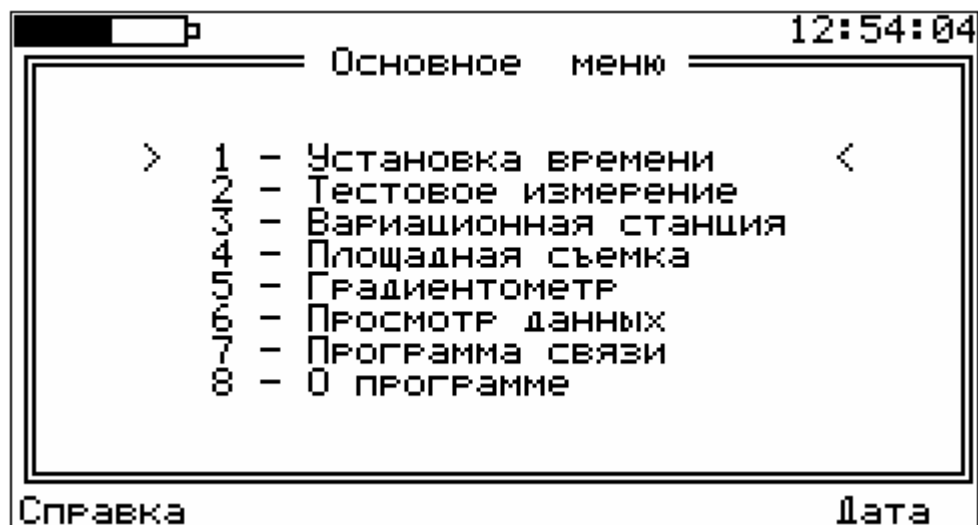 12:54:04
Основное меню
> 1 - Установка времени <
2 - Тестовое измерение
3 - Вариационная станция
4 - Площадная съемка
5 - Градиентометр
6 - Просмотр данных
7 - Программа связи
8 - О программе
Справка Дата